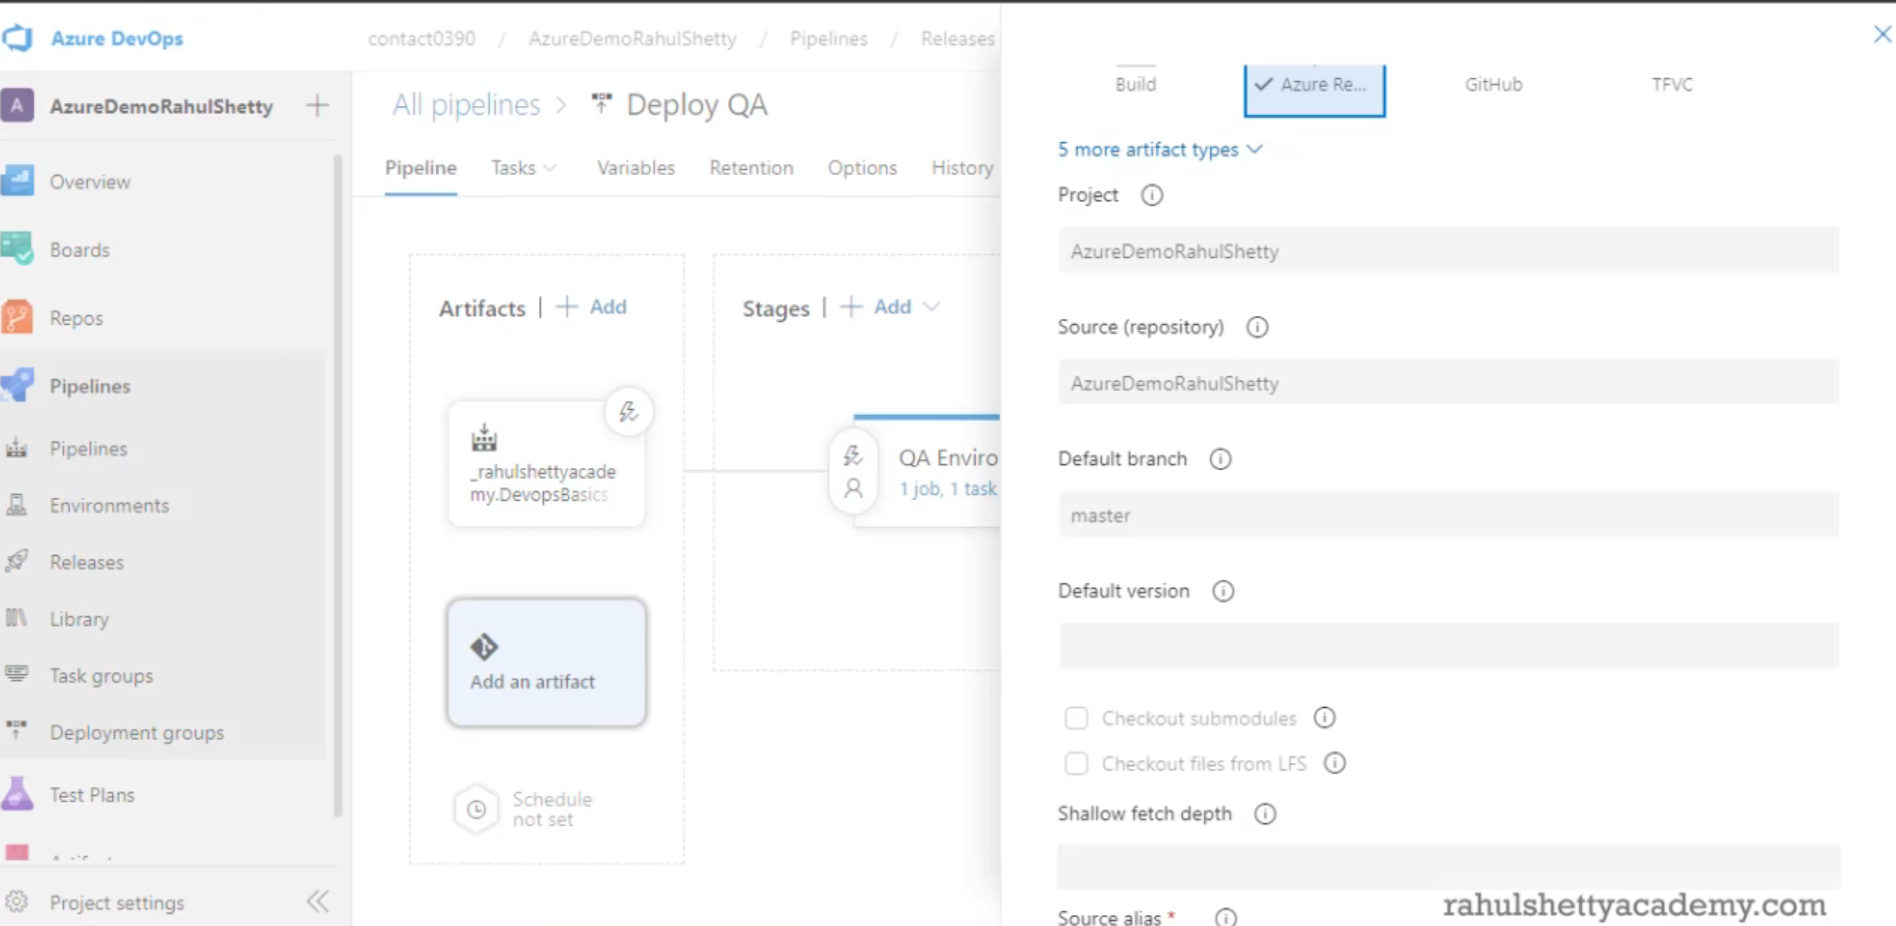 Azure DevOps
contact0390 / AzureDemoRahulShetty / Pipelines / Releases
A AzureDemoRahulShetty
Overview
Boards
Repos
Pipelines
Pipelines
Environments
Releases
Library
Task groups
Deployment groups
Test Plans
Project settings
All pipelines > Deploy QA
Pipeline Tasks Variables Retention Options History
Artifacts | + Add
_rahulshettyacade
my.DevopsBasics
Add an artifact
Schedule
not set
Stages | + Add
QA Enviro
1 job, 1 task
Build Azure Re... GitHub TFVC
5 more artifact types
Project
AzureDemoRahulShetty
Source (repository)
AzureDemoRahulShetty
Default branch
master
Default version
Checkout submodules
Checkout files from LFS
Shallow fetch depth
Source alias *
rahulshettyacademy.com